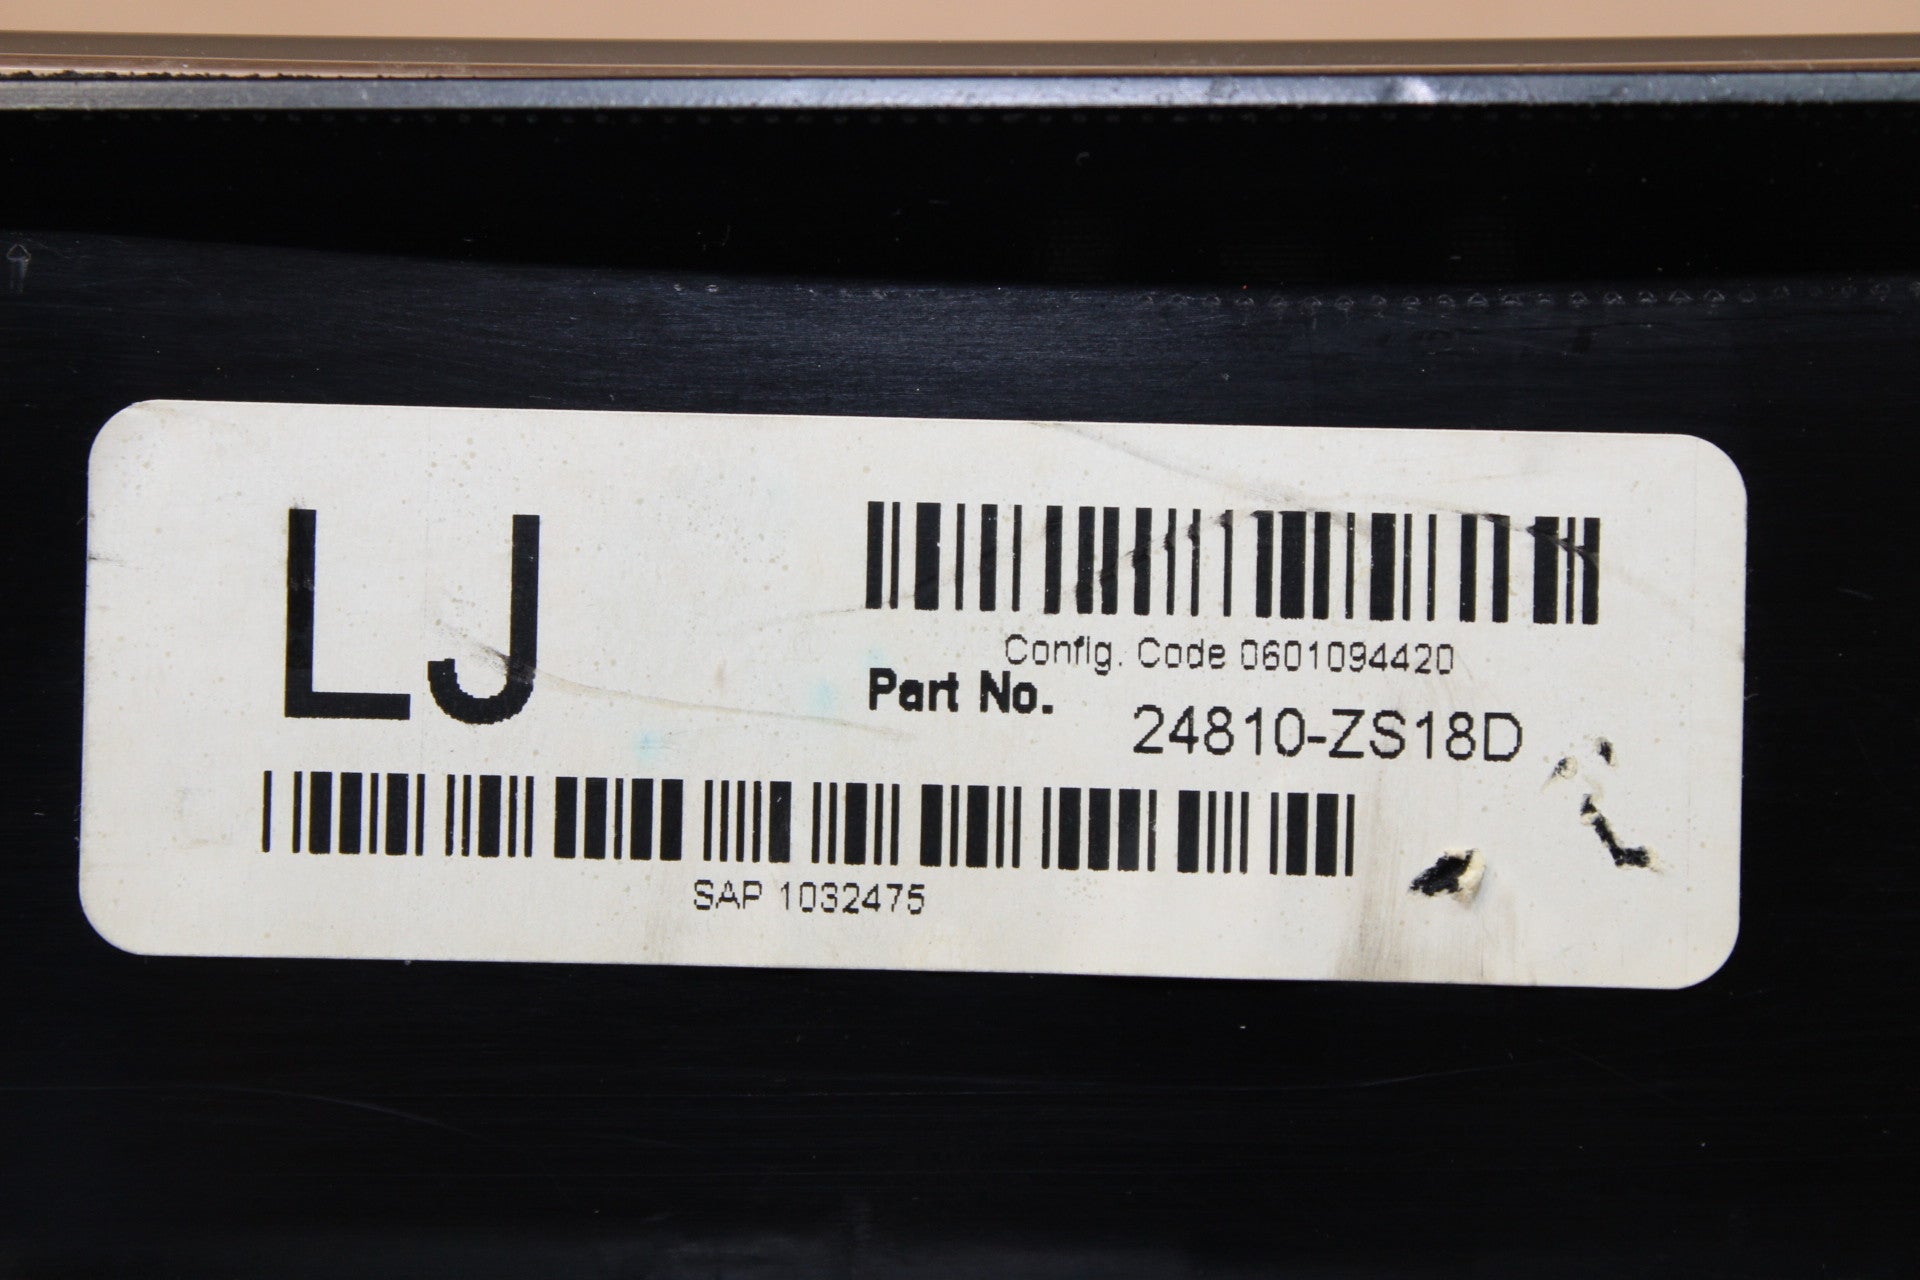 LJ
Config. Code 0601094420
Part No.
24810-ZS18D
SAP 1032475